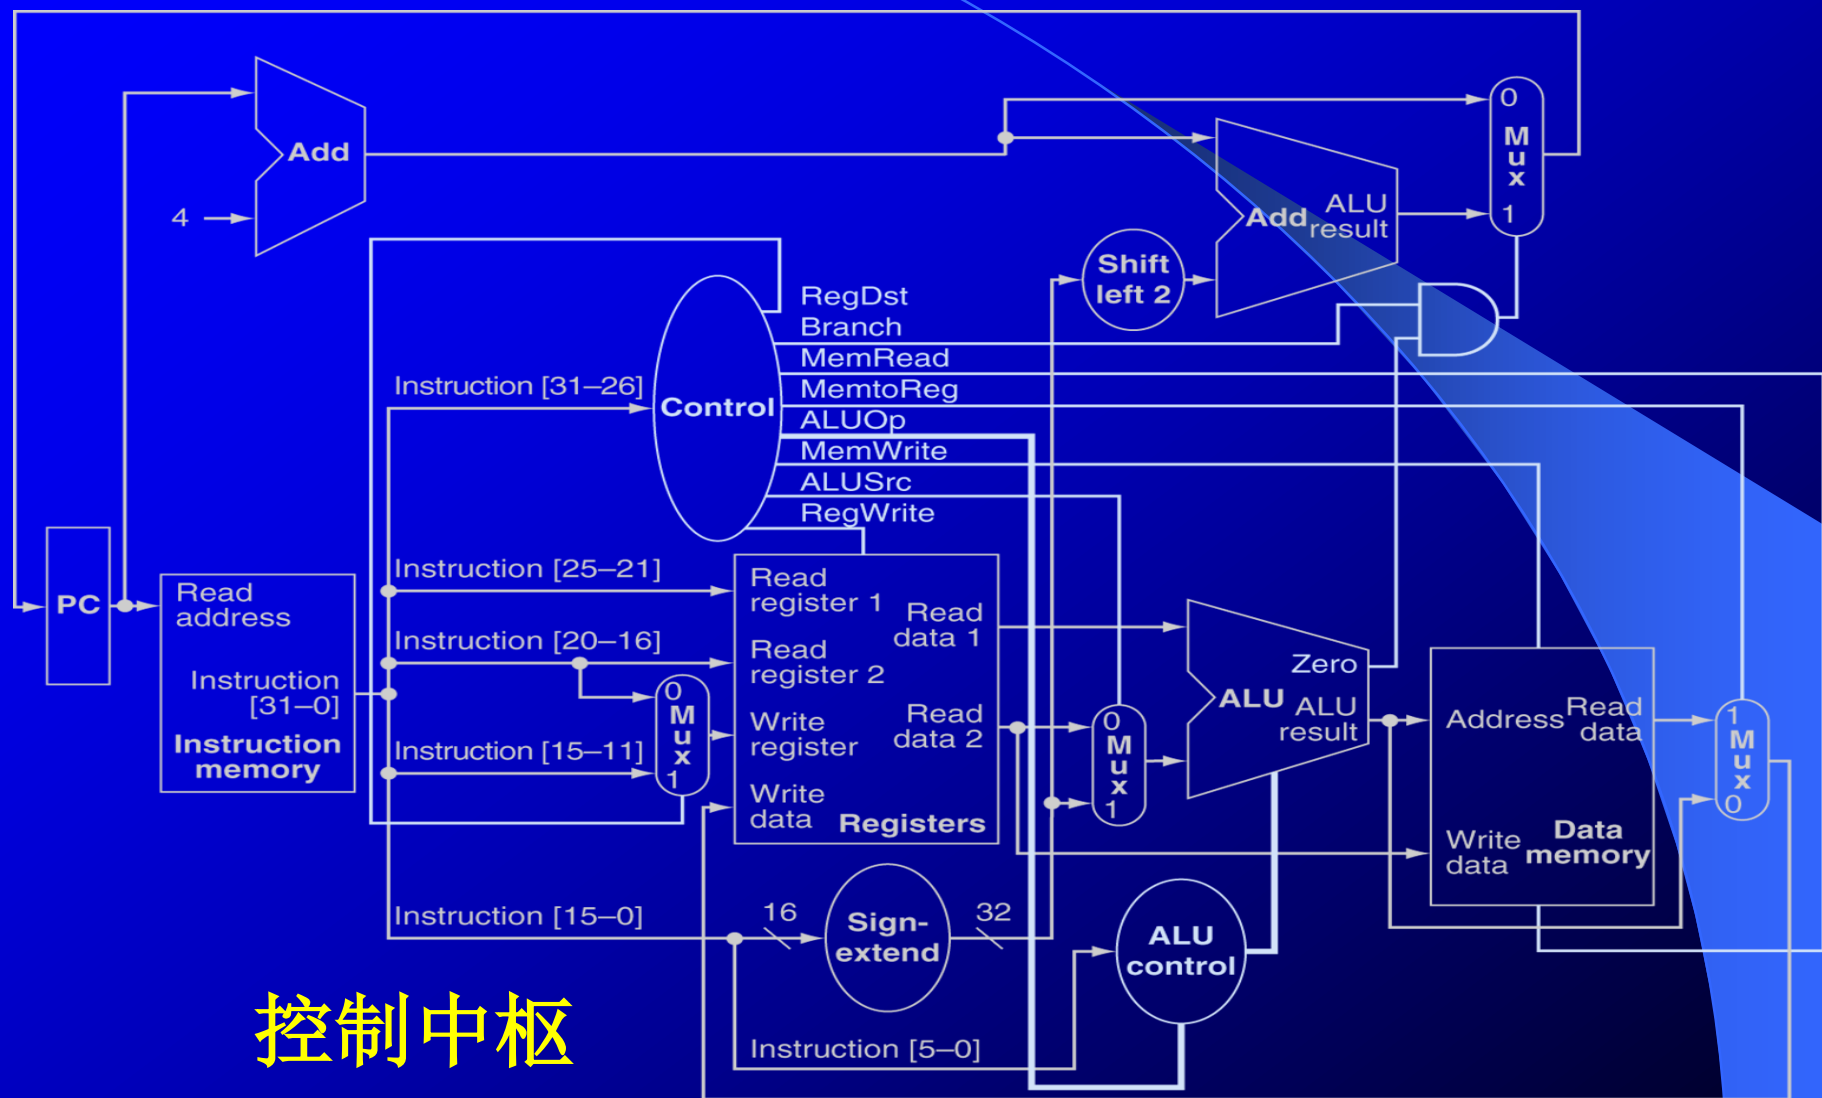 Add
4
0
Mux
1
Add
ALU
result
Shift
left 2
RegDst
Branch
MemRead
MemtoReg
ALUOp
MemWrite
ALUSrc
RegWrite
Instruction [31–26]
Control
PC
Read
address
Instruction
[31–0]
Instruction
memory
Instruction [25–21]
Instruction [20–16]
Instruction [15–11]
0
Mux
1
Read
register 1
Read
register 2
Write
register
Write
data
Read
data 1
Read
data 2
Registers
0
Mux
1
Zero
ALU
ALU
result
Address
Read
data
Write
data
Data
memory
1
Mux
0
Instruction [15–0]
16
Sign-
extend
32
ALU
control
Instruction [5–0]
控制中枢